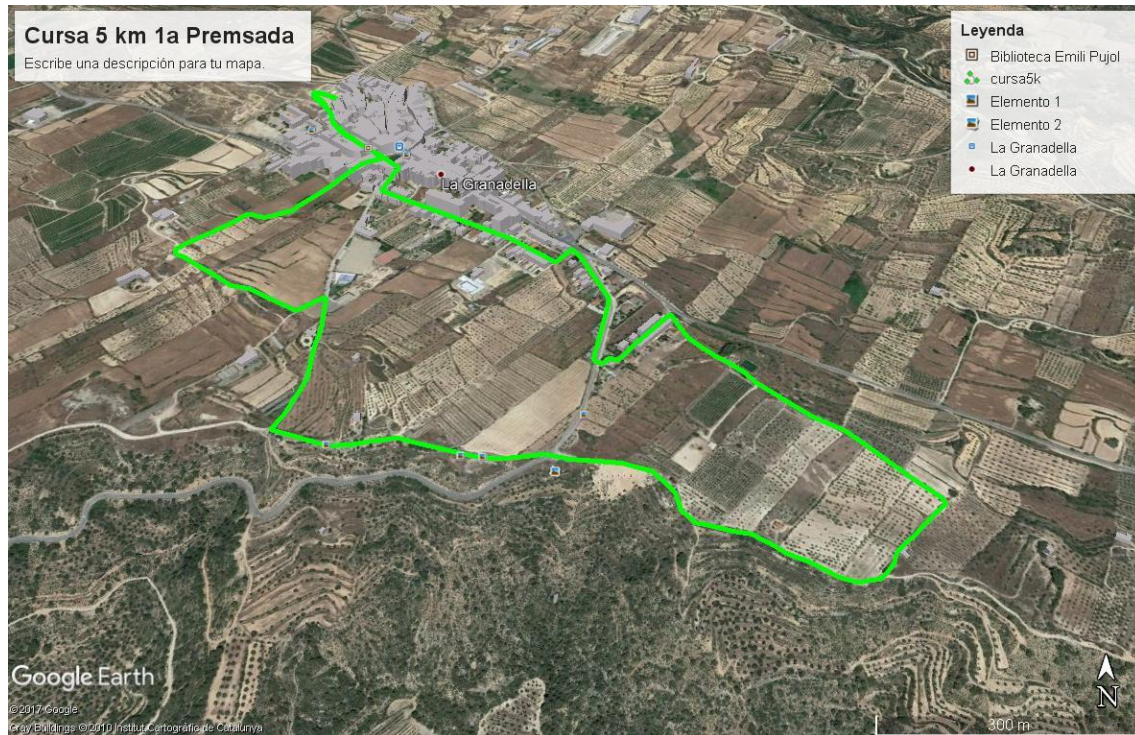 Cursa 5 km 1a Premsada
Escribe una descripción para tu mapa.
Leyenda
Biblioteca Emili Pujol
cursa5k
Elemento 1
Elemento 2
La Granadella
La Granadella
La Granadella
Google Earth
©2017 Google
Gray Buildings ©2010 Institut Cartogràfic de Catalunya
N
300 m